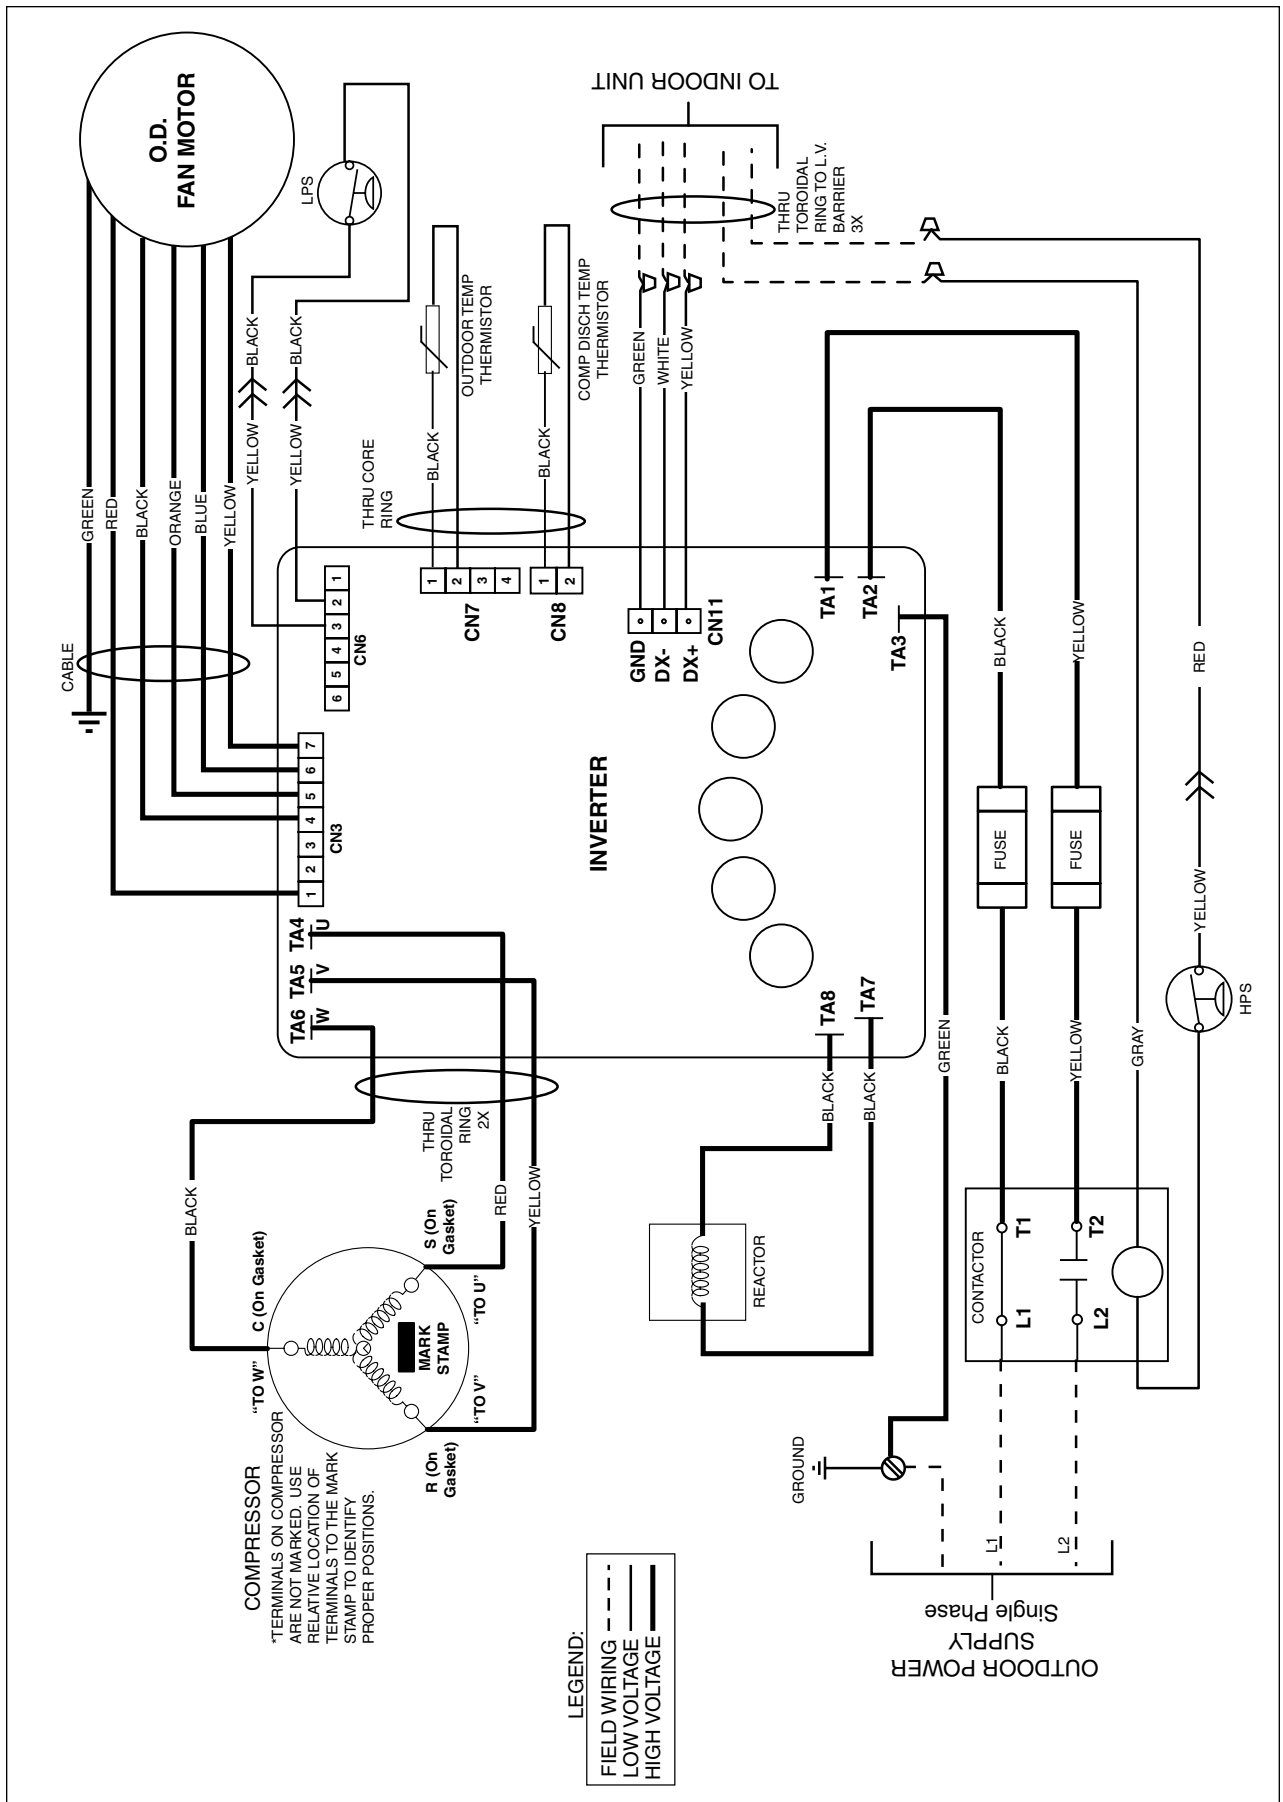 O.D.
FAN MOTOR
LPS
CABLE
GREEN
RED
BLACK
ORANGE
BLUE
YELLOW
YELLOW
BLACK
YELLOW
BLACK
THRU CORE
RING
BLACK
OUTDOOR TEMP
THERMISTOR
BLACK
COMP DISCH TEMP
THERMISTOR
TO INDOOR UNIT
THRU
TOROIDAL
RING TO L.V.
BARRIER
3X
GREEN
WHITE
YELLOW
1 2 3 4 5 6 7
CN3
6 5 4 3 2 1
CN6
1 2 3 4
CN7
1 2
CN8
GND
DX-
DX+
CN11
INVERTER
TA1
TA2
TA3
TA4
U
TA5
V
TA6
W
TA8
TA7
BLACK
THRU
TOROIDAL
RING
2X
RED
YELLOW
C (On Gasket)
"TO W"
S (On
Gasket)
"TO U"
R (On
Gasket)
"TO V"
MARK
STAMP
COMPRESSOR
*TERMINALS ON COMPRESSOR
ARE NOT MARKED. USE
RELATIVE LOCATION OF
TERMINALS TO THE MARK
STAMP TO IDENTIFY
PROPER POSITIONS.
BLACK
BLACK
REACTOR
GREEN
BLACK
FUSE
BLACK
YELLOW
FUSE
YELLOW
GRAY
RED
YELLOW
HPS
CONTACTOR
L1
T1
L2
T2
GROUND
L1
L2
OUTDOOR POWER
SUPPLY
Single Phase
LEGEND:
FIELD WIRING
LOW VOLTAGE
HIGH VOLTAGE